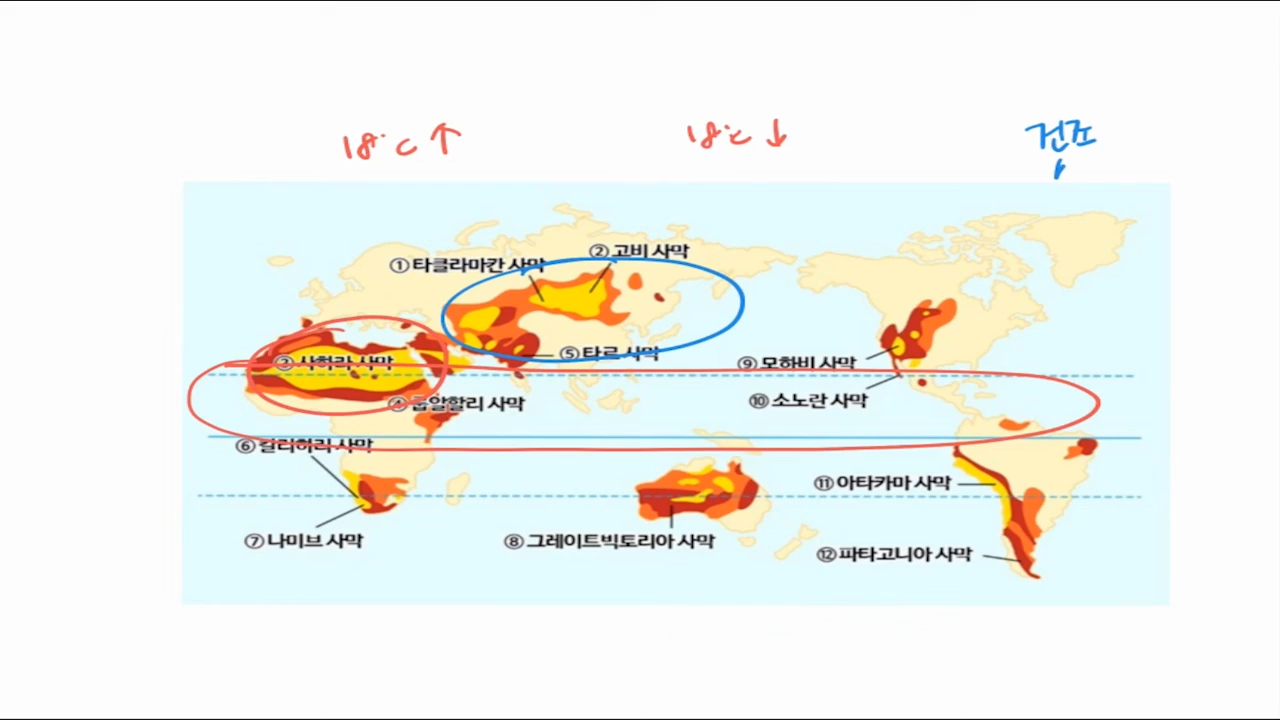 18°C ↑
18°C ↓
건조
② 고비 사막
① 타클라마칸 사막
③ 사하라 사막
⑤ 타르 사막
⑨ 모하비 사막
④ 룹알할리 사막
⑩ 소노란 사막
⑥ 칼라하리 사막
⑪ 아타카마 사막
⑦ 나미브 사막
⑧ 그레이트빅토리아 사막
⑫ 파타고니아 사막